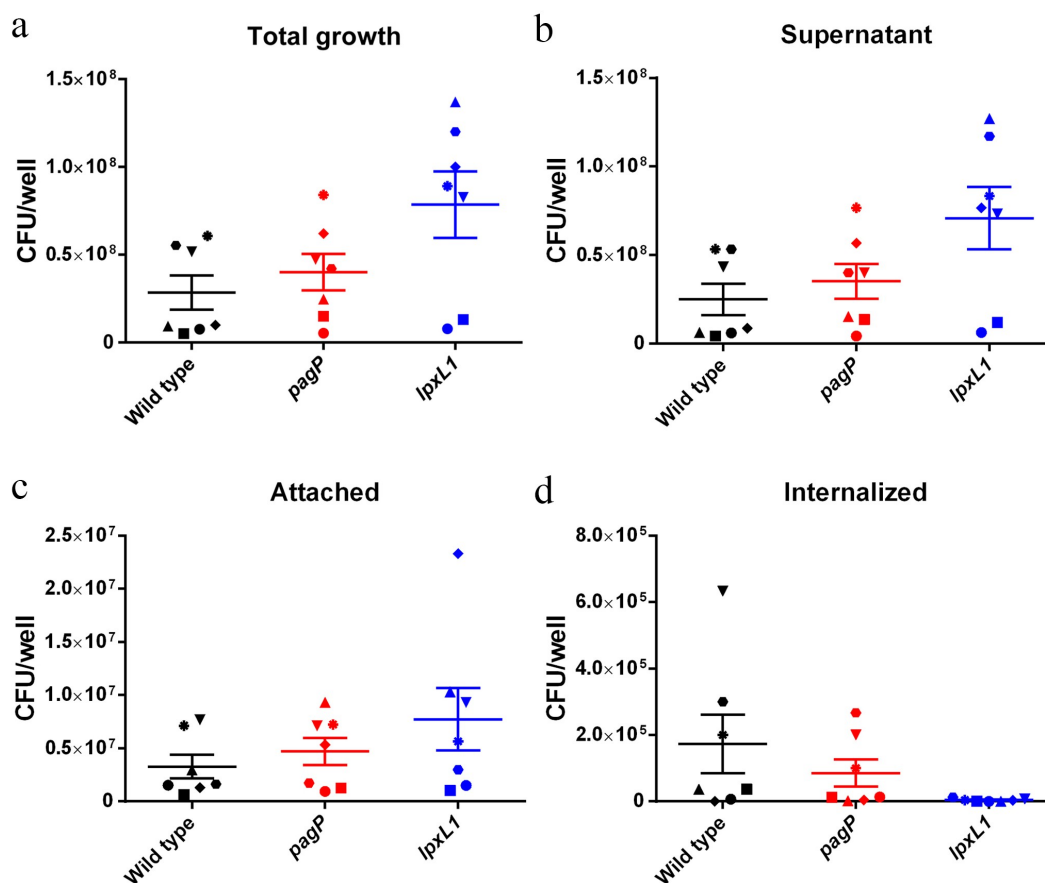 a
Total growth
CFU/well
1.5×10⁸
1.0×10⁸
0.5×10⁸
0
Wild type
pagP
lpxL1
b
Supernatant
CFU/well
1.5×10⁸
1.0×10⁸
0.5×10⁸
0
Wild type
pagP
lpxL1
c
Attached
CFU/well
2.5×10⁷
2.0×10⁷
1.5×10⁷
1.0×10⁷
0.5×10⁷
0
Wild type
pagP
lpxL1
d
Internalized
CFU/well
8.0×10⁵
6.0×10⁵
4.0×10⁵
2.0×10⁵
0
Wild type
pagP
lpxL1